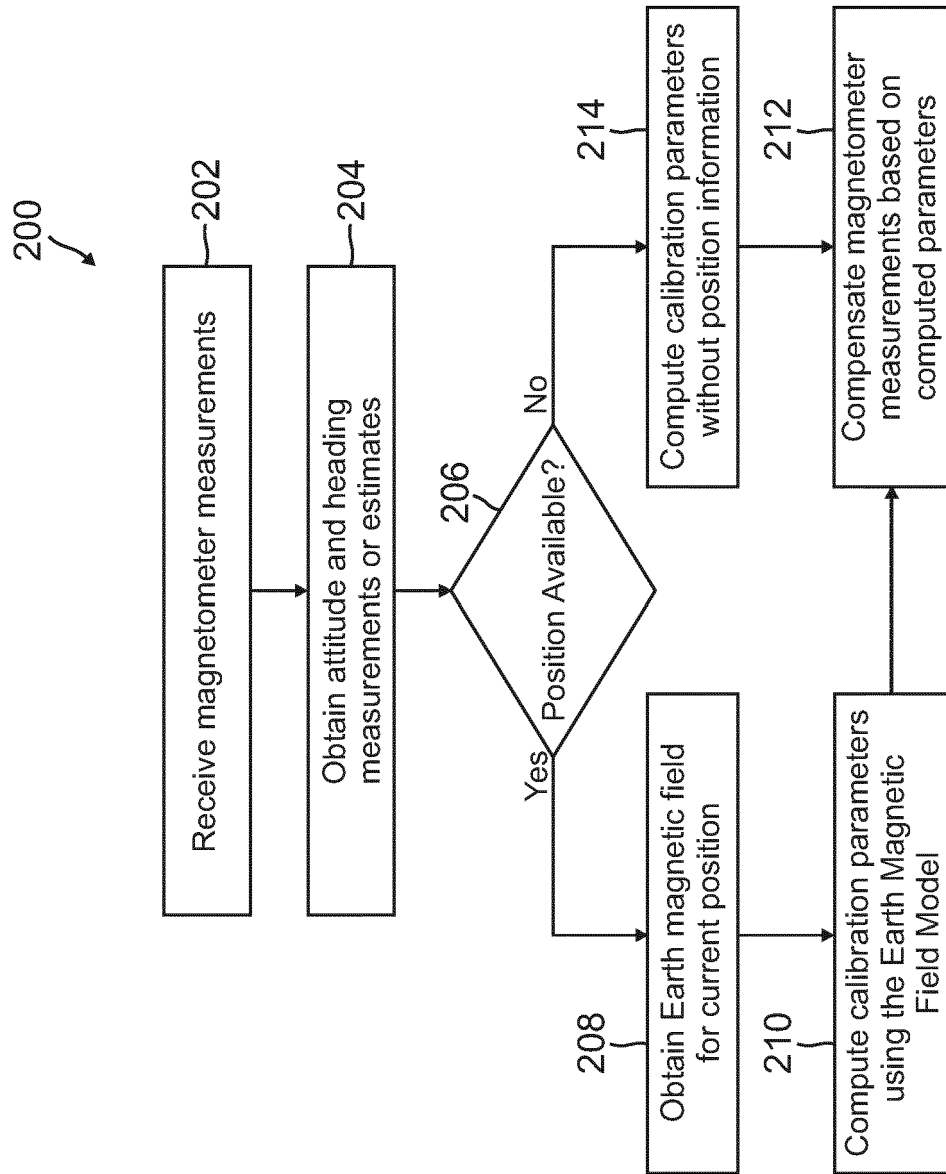 200
202
Receive magnetometer measurements
204
Obtain attitude and heading
measurements or estimates
206
Position Available?
Yes
No
208
Obtain Earth magnetic field
for current position
214
Compute calibration parameters
without position information
210
Compute calibration parameters
using the Earth Magnetic
Field Model
212
Compensate magnetometer
measurements based on
computed parameters